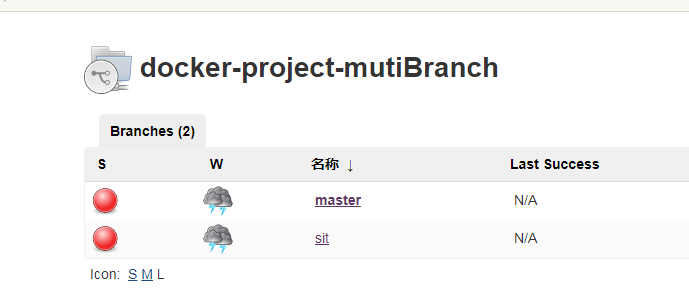 docker-project-mutiBranch
Branches (2)
S W 名称 ↓ Last Success
master N/A
sit N/A
Icon: S M L